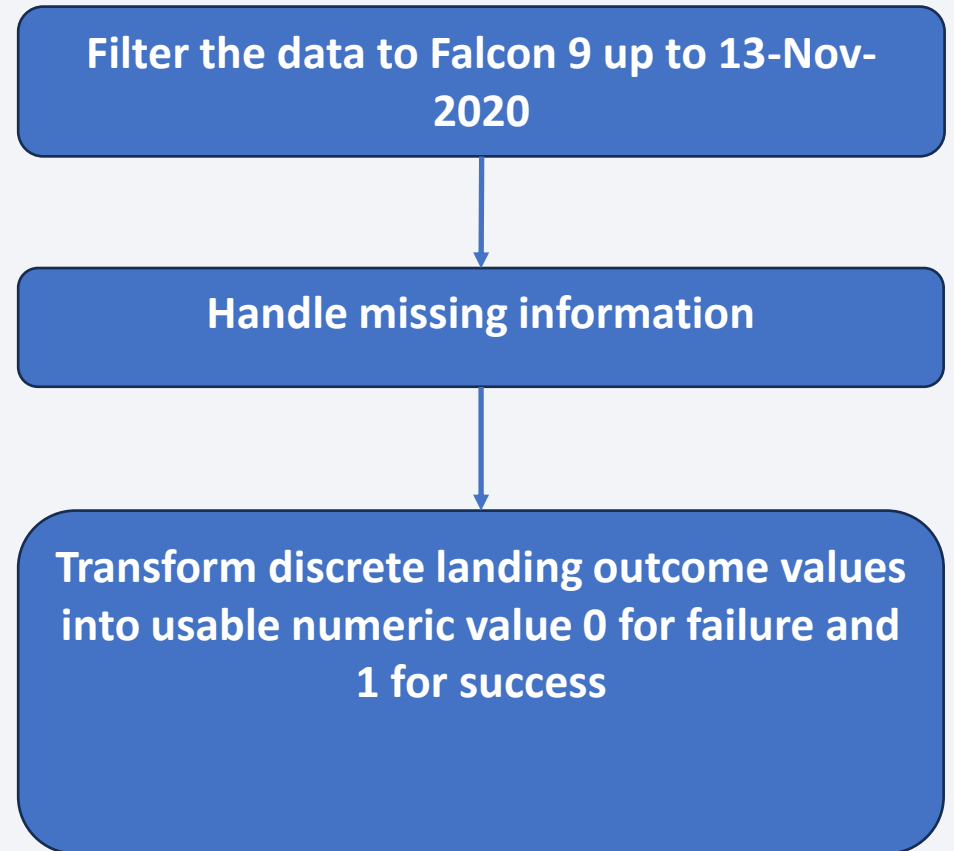 Filter the data to Falcon 9 up to 13-Nov-
2020
Handle missing information
Transform discrete landing outcome values
into usable numeric value 0 for failure and
1 for success